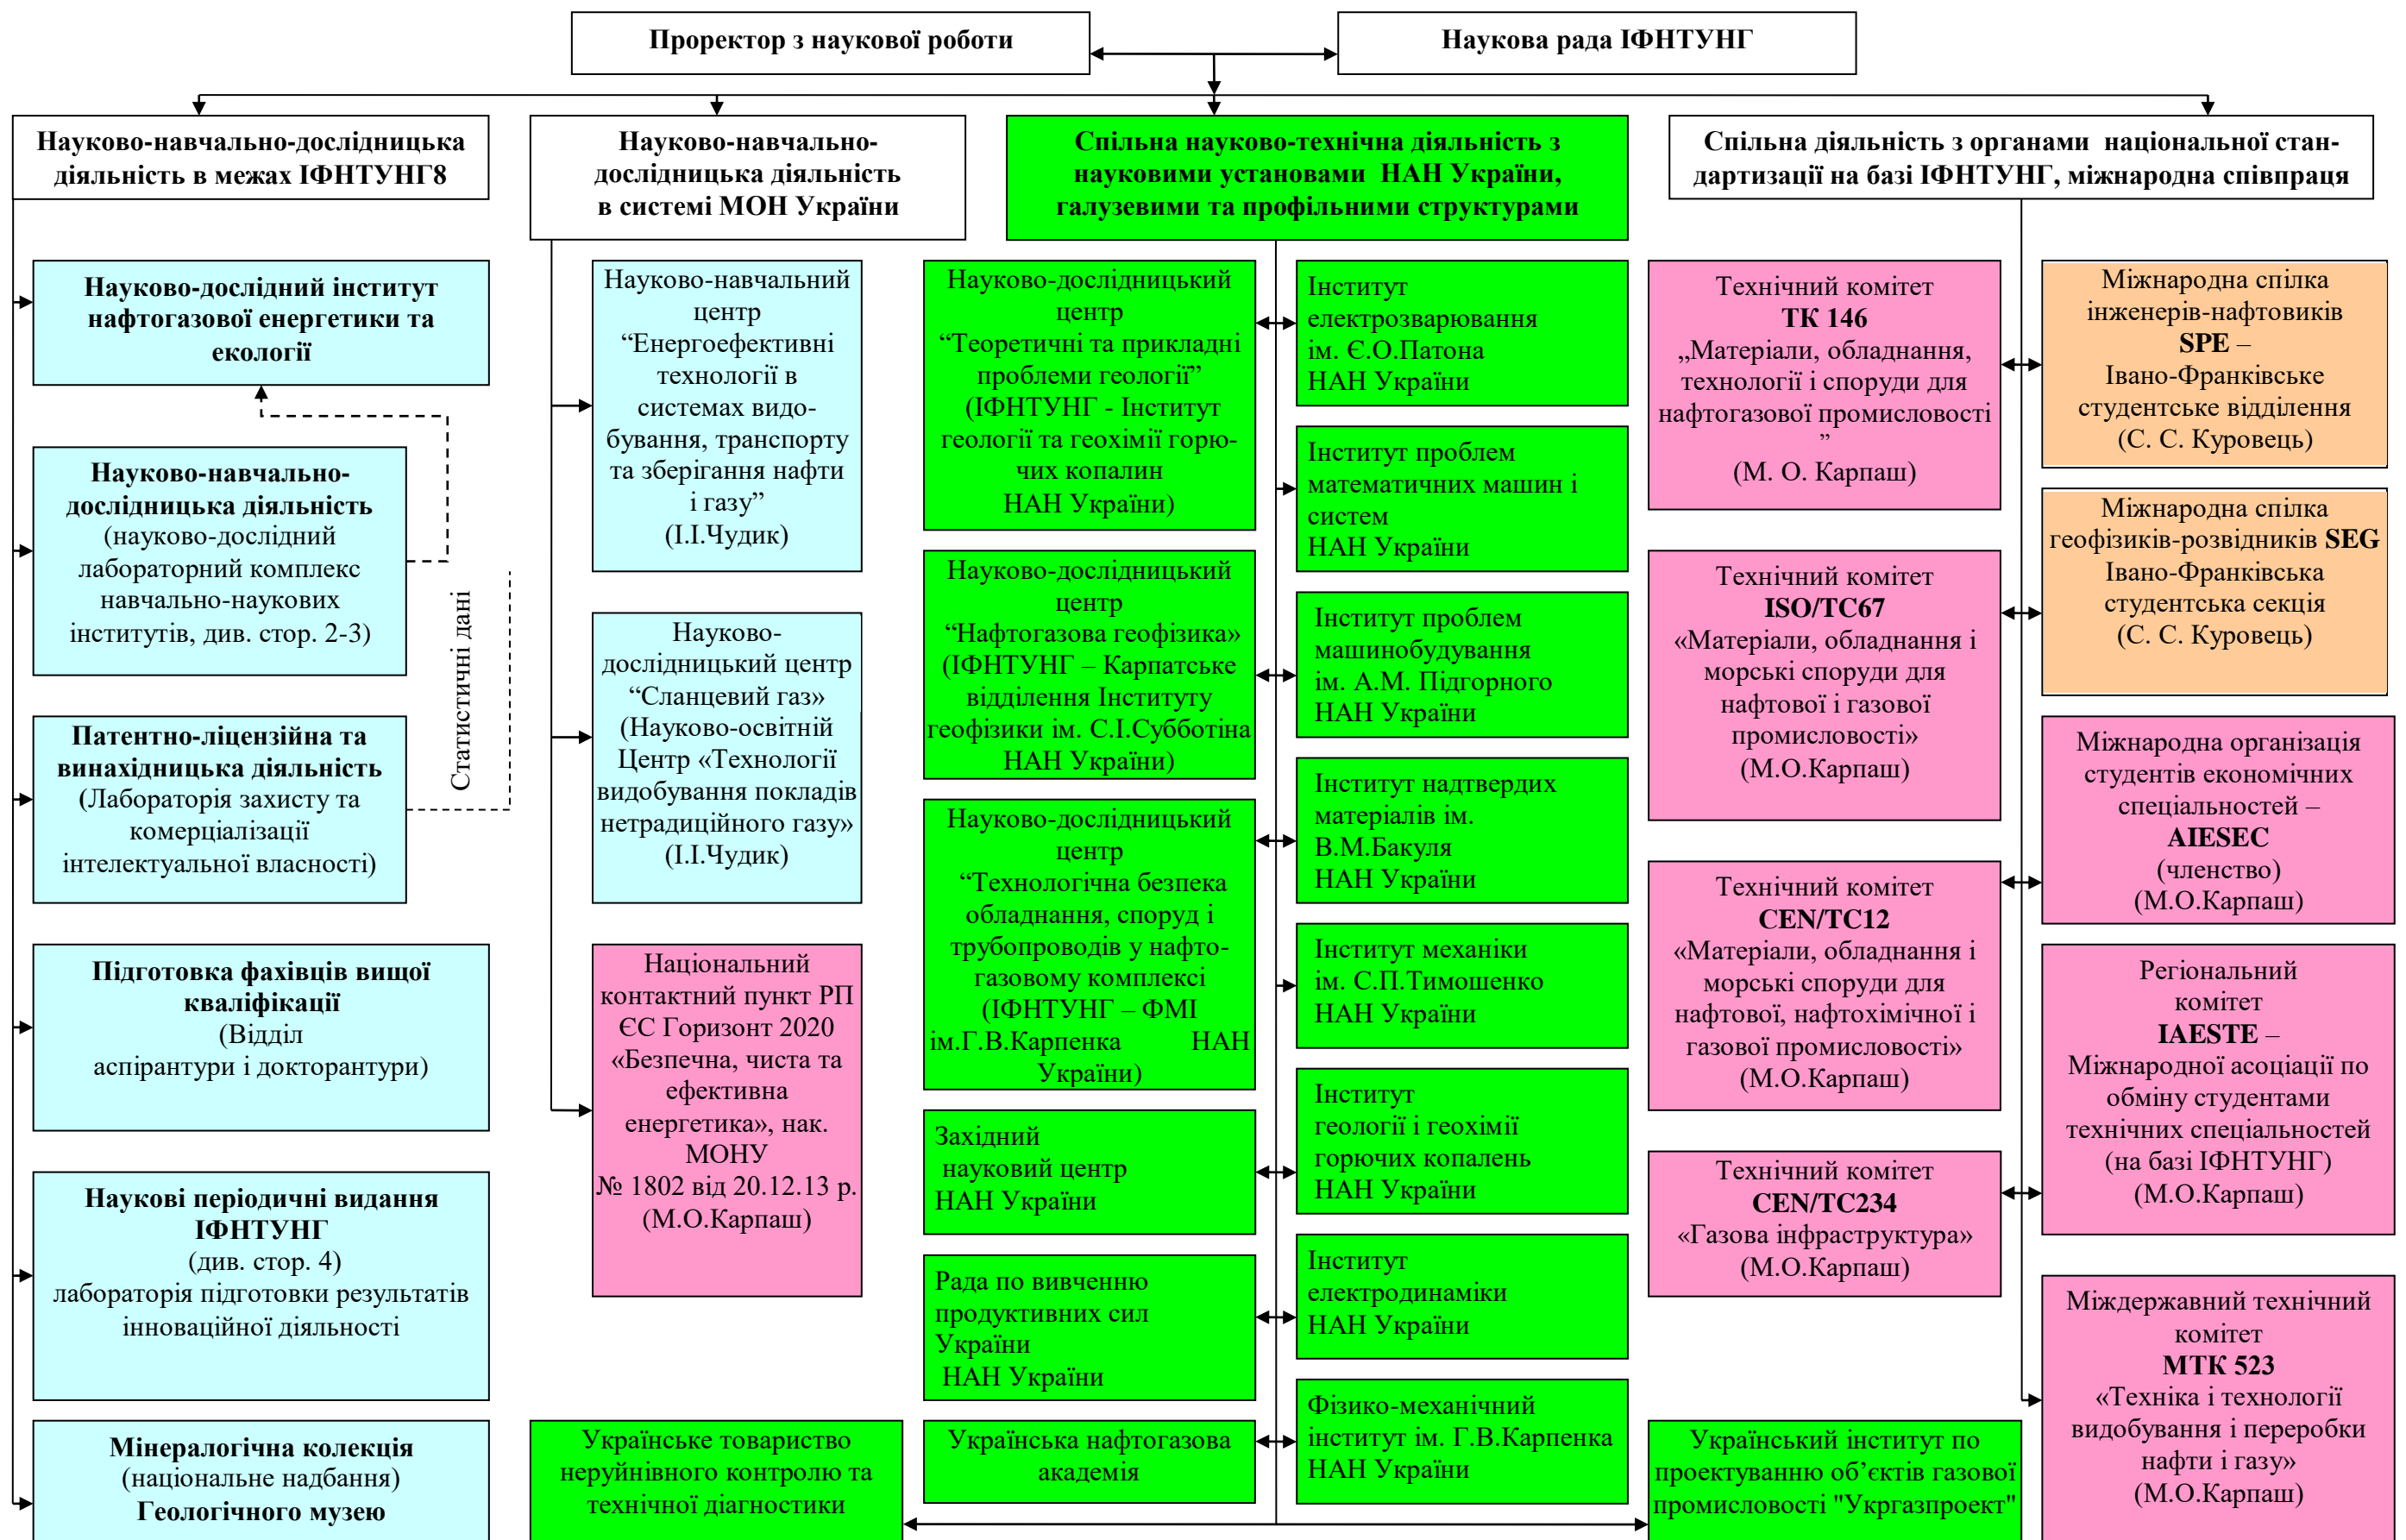 Проректор з наукової роботи
Наукова рада ІФНТУНГ
Науково-навчально-дослідницька
діяльність в межах ІФНТУНГ8
Науково-навчально-
дослідницька діяльність
в системі МОН України
Спільна науково-технічна діяльність з
науковими установами НАН України,
галузевими та профільними структурами
Спільна діяльність з органами національної стан-
дартизації на базі ІФНТУНГ, міжнародна співпраця
Науково-дослідний інститут
нафтогазової енергетики та
екології
Науково-навчально-
дослідницька діяльність
(науково-дослідний
лабораторний комплекс
навчально-наукових
інститутів, див. стор. 2-3)
Статистичні дані
Патентно-ліцензійна та
винахідницька діяльність
(Лабораторія захисту та
комерціалізації
інтелектуальної власності)
Підготовка фахівців вищої
кваліфікації
(Відділ
аспірантури і докторантури)
Наукові періодичні видання
ІФНТУНГ
(див. стор. 4)
лабораторія підготовки результатів
інноваційної діяльності
Мінералогічна колекція
(національне надбання)
Геологічного музею
Науково-навчальний
центр
“Енергоефективні
технології в
системах видо-
бування, транспорту
та зберігання нафти
і газу”
(І.І.Чудик)
Науково-
дослідницький центр
“Сланцевий газ»
(Науково-освітній
Центр «Технології
видобування покладів
нетрадиційного газу»
(І.І.Чудик)
Національний
контактний пункт РП
ЄС Горизонт 2020
«Безпечна, чиста та
ефективна
енергетика», нак.
МОНУ
№ 1802 від 20.12.13 р.
(М.О.Карпаш)
Українське товариство
неруйнівного контролю та
технічної діагностики
Науково-дослідницький
центр
“Теоретичні та прикладні
проблеми геології”
(ІФНТУНГ - Інститут
геології та геохімії горю-
чих копалин
НАН України)
Науково-дослідницький
центр
“Нафтогазова геофізика»
(ІФНТУНГ – Карпатське
відділення Інституту
геофізики ім. С.І.Субботіна
НАН України)
Науково-дослідницький
центр
“Технологічна безпека
обладнання, споруд і
трубопроводів у нафто-
газовому комплексі
(ІФНТУНГ – ФМІ
ім.Г.В.Карпенка НАН
України)
Західний
науковий центр
НАН України
Рада по вивченню
продуктивних сил
України
НАН України
Українська нафтогазова
академія
Інститут
електрозварювання
ім. Є.О.Патона
НАН України
Інститут проблем
математичних машин і
систем
НАН України
Інститут проблем
машинобудування
ім. А.М. Підгорного
НАН України
Інститут надтвердих
матеріалів ім.
В.М.Бакуля
НАН України
Інститут механіки
ім. С.П.Тимошенко
НАН України
Інститут
геології і геохімії
горючих копалень
НАН України
Інститут
електродинаміки
НАН України
Фізико-механічний
інститут ім. Г.В.Карпенка
НАН України
Технічний комітет
ТК 146
„Матеріали, обладнання,
технології і споруди для
нафтогазової промисловості
”
(М. О. Карпаш)
Технічний комітет
ISO/TC67
«Матеріали, обладнання і
морські споруди для
нафтової і газової
промисловості»
(М.О.Карпаш)
Технічний комітет
CEN/TC12
«Матеріали, обладнання і
морські споруди для
нафтової, нафтохімічної і
газової промисловості»
(М.О.Карпаш)
Технічний комітет
CEN/TC234
«Газова інфраструктура»
(М.О.Карпаш)
Український інститут по
проектуванню об’єктів газової
промисловості "Укргазпроект"
Міжнародна спілка
інженерів-нафтовиків
SPE –
Івано-Франківське
студентське відділення
(С. С. Куровець)
Міжнародна спілка
геофізиків-розвідників SEG
Івано-Франківська
студентська секція
(С. С. Куровець)
Міжнародна організація
студентів економічних
спеціальностей –
AIESEC
(членство)
(М.О.Карпаш)
Регіональний
комітет
IAESTE –
Міжнародної асоціації по
обміну студентами
технічних спеціальностей
(на базі ІФНТУНГ)
(М.О.Карпаш)
Міждержавний технічний
комітет
МТК 523
«Техніка і технології
видобування і переробки
нафти і газу»
(М.О.Карпаш)